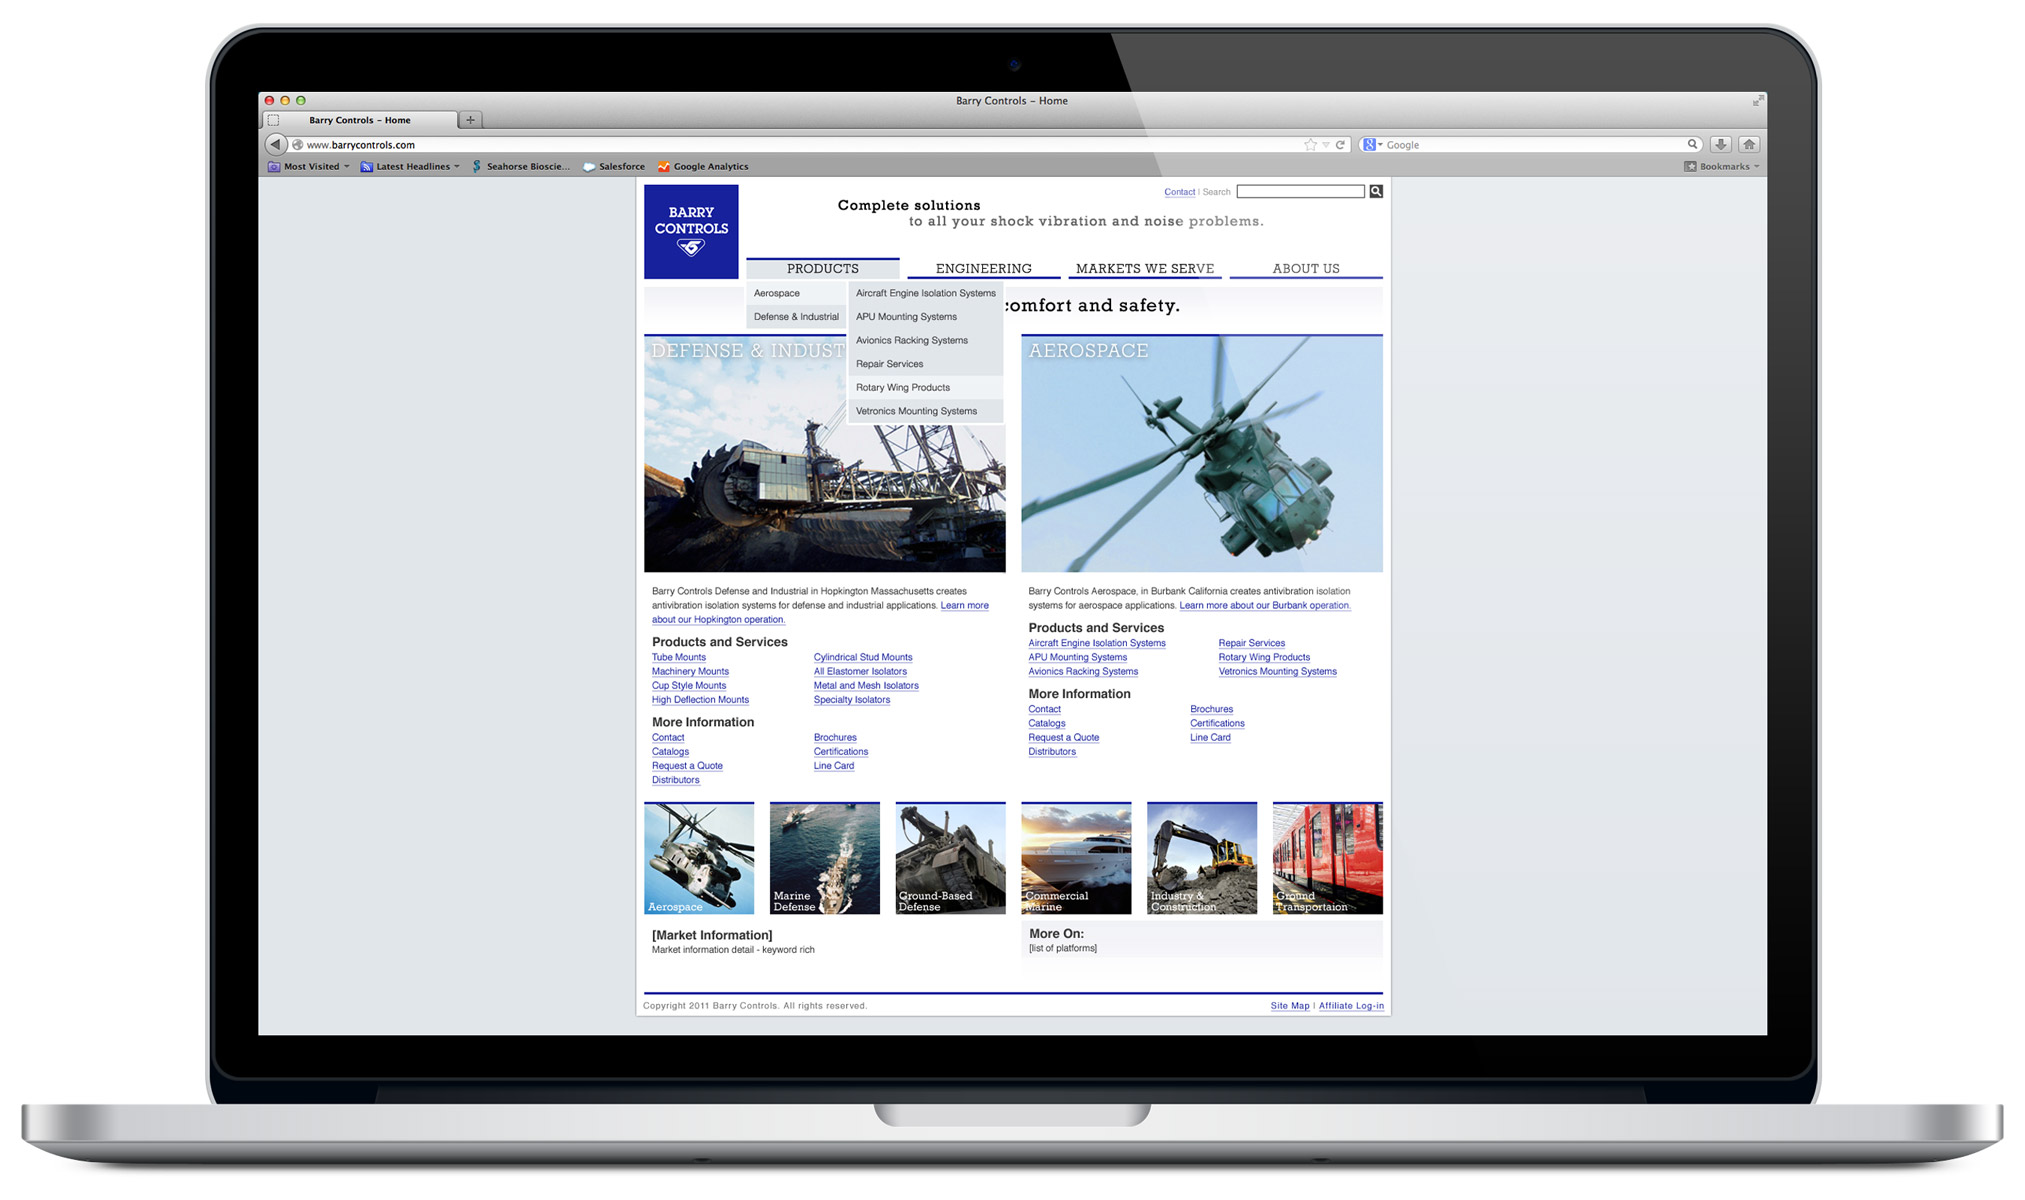 Barry Controls – Home
Barry Controls – Home
www.barrycontrols.com
Google
Most Visited
Latest Headlines
Seahorse Bioscie...
Salesforce
Google Analytics
Bookmarks
BARRY
CONTROLS
Complete solutions
to all your shock vibration and noise problems.
Contact | Search
PRODUCTS
ENGINEERING
MARKETS WE SERVE
ABOUT US
Aerospace
Defense & Industrial
Aircraft Engine Isolation Systems
APU Mounting Systems
Avionics Racking Systems
Repair Services
Rotary Wing Products
Vetronics Mounting Systems
comfort and safety.
DEFENSE & INDUST
AEROSPACE
Barry Controls Defense and Industrial in Hopkington Massachusetts creates
antivibration isolation systems for defense and industrial applications. Learn more
about our Hopkington operation.
Products and Services
Tube Mounts
Machinery Mounts
Cup Style Mounts
High Deflection Mounts
Cylindrical Stud Mounts
All Elastomer Isolators
Metal and Mesh Isolators
Specialty Isolators
More Information
Contact
Catalogs
Request a Quote
Distributors
Brochures
Certifications
Line Card
Barry Controls Aerospace, in Burbank California creates antivibration isolation
systems for aerospace applications. Learn more about our Burbank operation.
Products and Services
Aircraft Engine Isolation Systems
APU Mounting Systems
Avionics Racking Systems
Repair Services
Rotary Wing Products
Vetronics Mounting Systems
More Information
Contact
Catalogs
Request a Quote
Distributors
Brochures
Certifications
Line Card
Aerospace
Marine
Defense
Ground-Based
Defense
Commercial
Marine
Industry &
Construction
Ground
Transportaion
[Market Information]
Market information detail - keyword rich
More On:
[list of platforms]
Copyright 2011 Barry Controls. All rights reserved.
Site Map | Affiliate Log-in